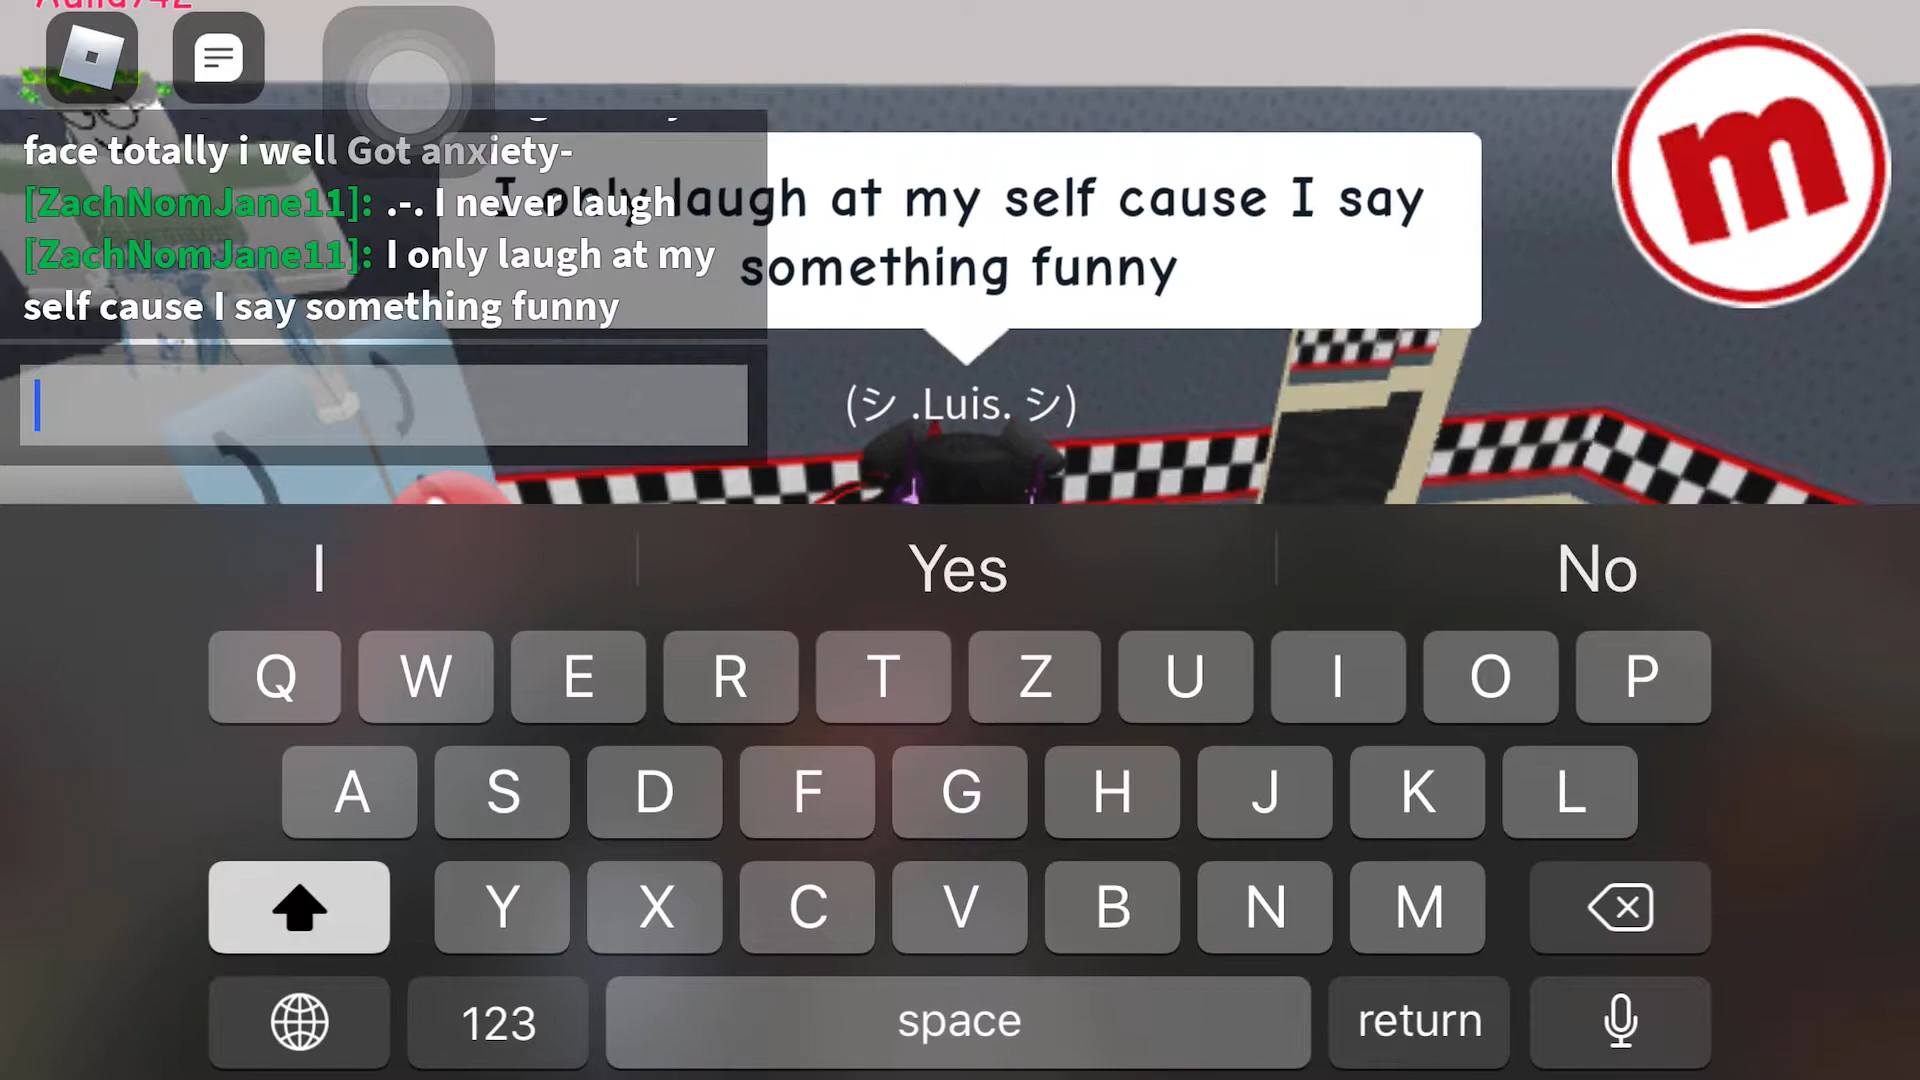 face totally i well Got anxiety-
[ZachNomJane11]: .-. I never laugh
[ZachNomJane11]: I only laugh at my
self cause I say something funny
I only laugh at my self cause I say
something funny
(シ .Luis. シ)
m
I Yes No
Q W E R T Z U I O P
A S D F G H J K L
Y X C V B N M
123 space return